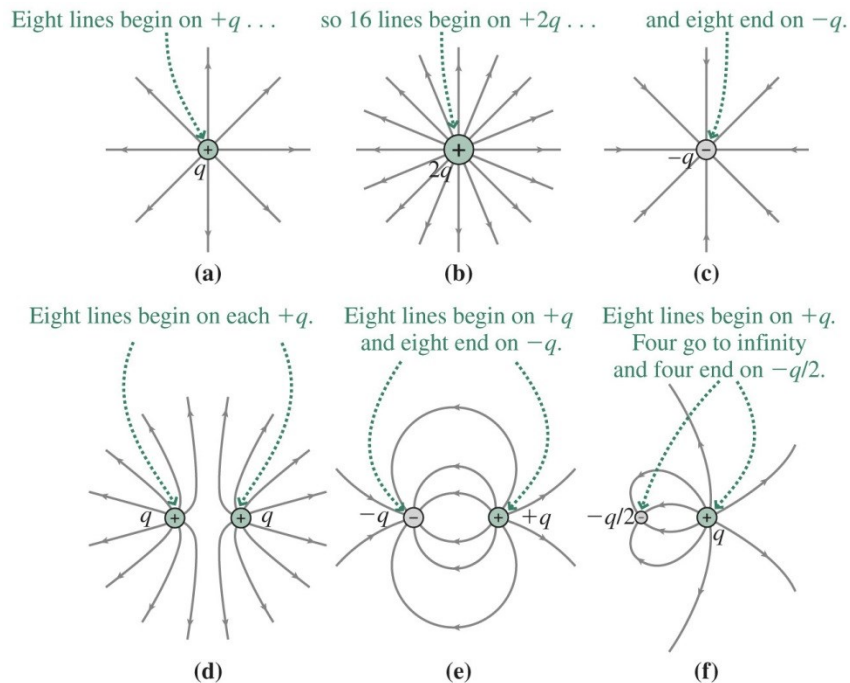 Eight lines begin on +q . . .
so 16 lines begin on +2q . . .
and eight end on −q.
+
q
+
2q
−
−q
(a)
(b)
(c)
Eight lines begin on each +q.
Eight lines begin on +q
and eight end on −q.
Eight lines begin on +q.
Four go to infinity
and four end on −q/2.
q
+
+
q
−q
−
+
+q
−q/2
−
+
q
(d)
(e)
(f)